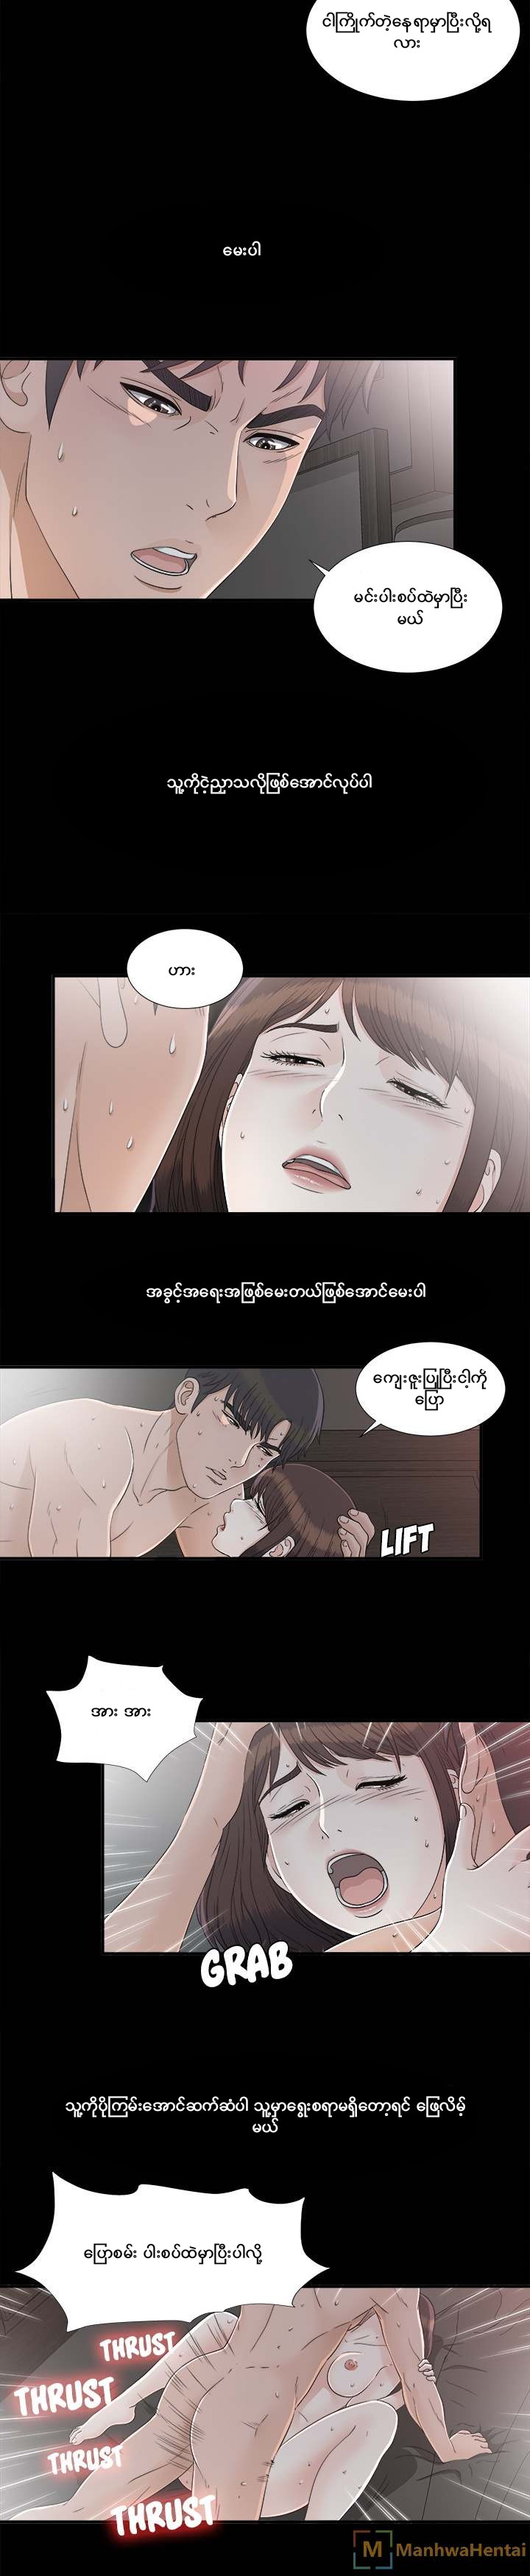 ငါကြိုက်တဲ့နေရာမှာပြီးလို့ရ
လား
မေးပါ
မင်းပါးစပ်ထဲမှာပြီး
မယ်
သူ့ကိုငဲ့ညှာသလိုဖြစ်အောင်လုပ်ပါ
ဟား
အခွင့်အရေးအဖြစ်မေးတယ်ဖြစ်အောင်မေးပါ
ကျေးဇူးပြုပြီးငါ့ကို
ပြော
LIFT
အား အား
GRAB
သူ့ကိုပိုကြမ်းအောင်ဆက်ဆံပါ သူ့မှာရွေးစရာမရှိတော့ရင် ဖြေလိမ့်
မယ်
ပြောစမ်း ပါးစပ်ထဲမှာပြီးပါလို့
THRUST
THRUST
THRUST
THRUST
M ManhwaHentai